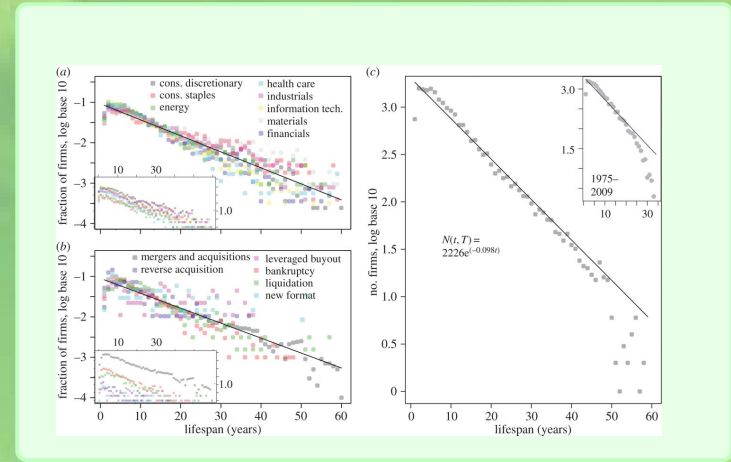 (a)
cons. discretionary
cons. staples
energy
health care
industrials
information tech.
materials
financials
fraction of firms, log base 10
−1
−2
−3
−4
10 30
1.0
(b)
mergers and acquisitions
reverse acquisition
leveraged buyout
bankruptcy
liquidation
new format
fraction of firms, log base 10
−1
−2
−3
−4
10 30
1.0
0 10 20 30 40 50 60
lifespan (years)
(c)
no. firms, log base 10
3.0
2.5
2.0
1.5
1.0
0.5
0
N(t, T) =
2226e(−0.098t)
3.0
1.5
1975–
2009
10 30
0 10 20 30 40 50 60
lifespan (years)